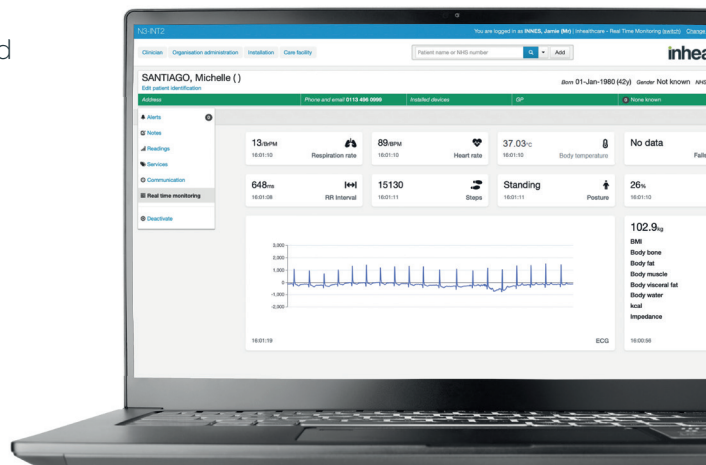 d
N3-INT2
You are logged in as INNES, Jamie (Mr) | Inhealthcare - Real Time Monitoring (switch) Change
Clinician Organisation administration Installation Care facility
Patient name or NHS number
Add
inhea
SANTIAGO, Michelle ( )
Edit patient identification
Born 01-Jan-1980 (42y) Gender Not known NHS
Address Phone and email 0113 486 0999 Installed devices GP 0 None known
Alerts 0
Notes
Readings
Services
Communication
Real time monitoring
Deactivate
13/BrPM
16:01:10 Respiration rate
89/BPM
16:01:10 Heart rate
37.03°C
16:01:10 Body temperature
No data
Falle
648ms
16:01:08 RR Interval
15130
16:01:11 Steps
Standing
16:01:11 Posture
26%
16:01:10
3,000
2,000
1,000
0
-1,000
-2,000
16:01:19 ECG
102.9kg
BMI
Body bone
Body fat
Body muscle
Body visceral fat
Body water
kcal
Impedance
16:00:56